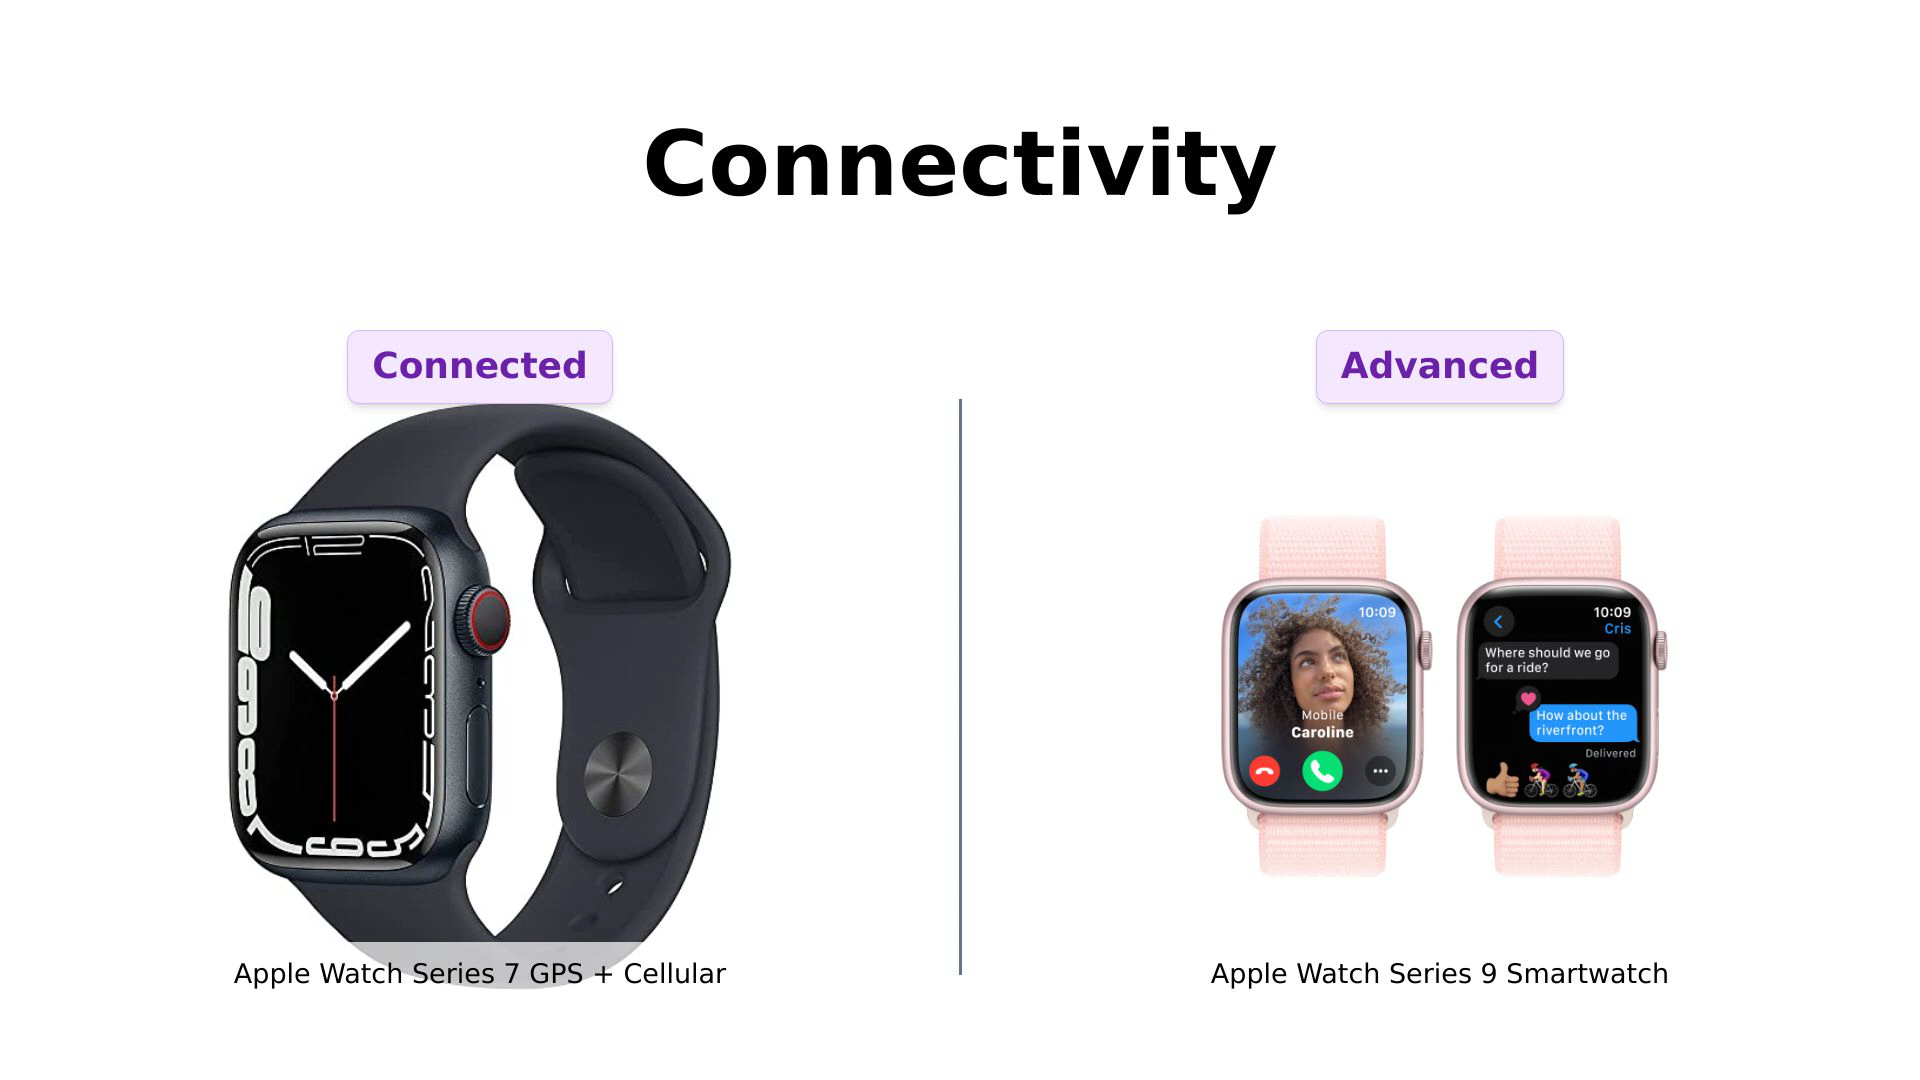 Connectivity
Connected
Advanced
10:09
Mobile
Caroline
10:09
Cris
Where should we go
for a ride?
How about the
riverfront?
Delivered
Apple Watch Series 7 GPS + Cellular
Apple Watch Series 9 Smartwatch